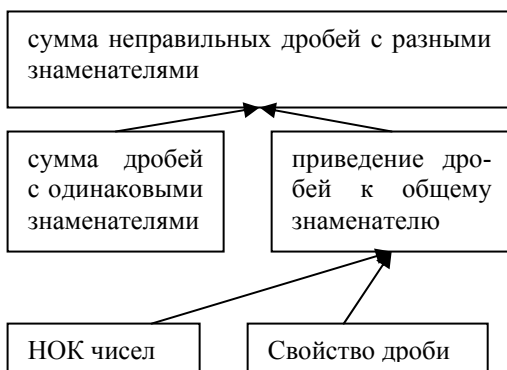 сумма неправильных дробей с разными
знаменателями
сумма дробей
с одинаковыми
знаменателями
приведение дро-
бей к общему
знаменателю
НОК чисел
Свойство дроби